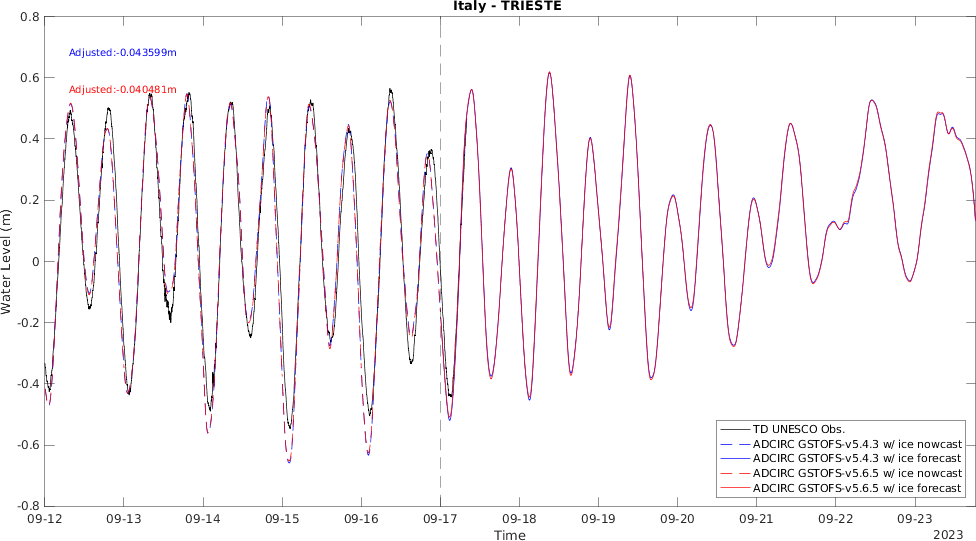 Italy - TRIESTE
Adjusted:-0.043599m
Adjusted:-0.040481m
0.8
0.6
0.4
0.2
0
-0.2
-0.4
-0.6
-0.8
Water Level (m)
TD UNESCO Obs.
ADCIRC GSTOFS-v5.4.3 w/ ice nowcast
ADCIRC GSTOFS-v5.4.3 w/ ice forecast
ADCIRC GSTOFS-v5.6.5 w/ ice nowcast
ADCIRC GSTOFS-v5.6.5 w/ ice forecast
09-12 09-13 09-14 09-15 09-16 09-17 09-18 09-19 09-20 09-21 09-22 09-23
Time
2023